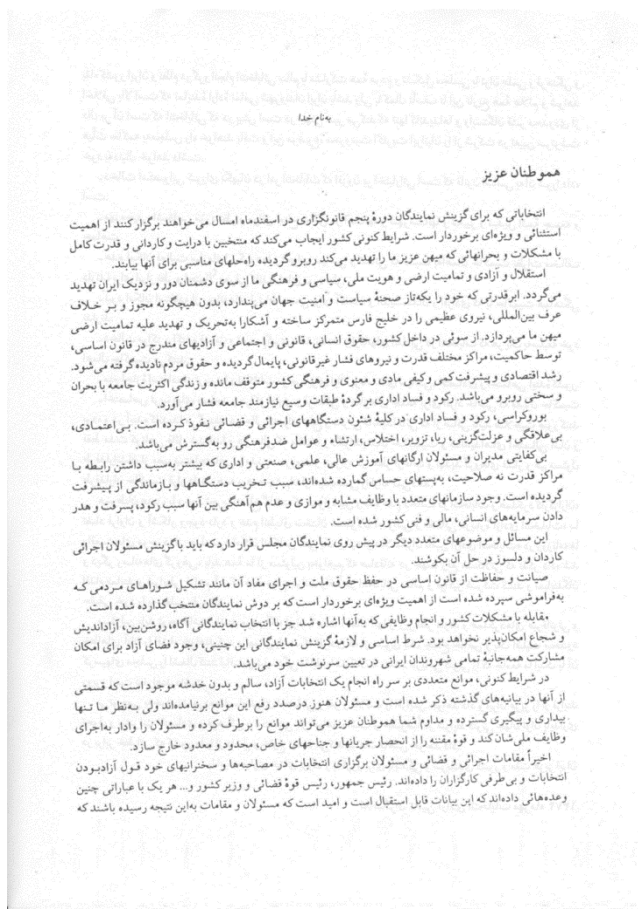 به‌نام خدا
هموطنان عزیز
انتخاباتی که برای گزینش نمایندگان دورهٔ پنجم قانونگزاری در اسفندماه امسال می‌خواهند برگزار کنند از اهمیت
استثنائی و ویژه‌ای برخوردار است. شرایط کنونی کشور ایجاب می‌کند که منتخبین با درایت و کاردانی و قدرت کامل
با مشکلات و بحرانهائی که میهن عزیز ما را تهدید می‌کند روبرو گردیده راه‌حلهای مناسبی برای آنها بیابند.
استقلال و آزادی و تمامیت ارضی و هویت ملی، سیاسی و فرهنگی ما از سوی دشمنان دور و نزدیک ایران تهدید
می‌گردد. ابرقدرتی که خود را یکه‌تاز صحنهٔ سیاست و امنیت جهان می‌پندارد، بدون هیچگونه مجوز و بر خلاف
عرف بین‌المللی، نیروی عظیمی را در خلیج فارس متمرکز ساخته و آشکارا به‌تحریک و تهدید علیه تمامیت ارضی
میهن ما می‌پردازد. از سوئی در داخل کشور، حقوق انسانی، قانونی و اجتماعی و آزادیهای مندرج در قانون اساسی،
توسط حاکمیت، مراکز مختلف قدرت و نیروهای فشار غیرقانونی، پایمال گردیده و حقوق مردم نادیده گرفته می‌شود.
رشد اقتصادی و پیشرفت کمی وکیفی مادی و معنوی و فرهنگی کشور متوقف مانده و زندگی اکثریت جامعه با بحران
و سختی روبرو می‌باشد. رکود و فساد اداری بر گردهٔ طبقات وسیع نیازمند جامعه فشار می‌آورد.
بوروکراسی، رکود و فساد اداری در کلیهٔ شئون دستگاههای اجرائی و قضائی نفوذ کرده است. بی‌اعتمادی،
بی‌علاقگی و عزلت‌گزینی، ریا، تزویر، اختلاس، ارتشاء و عوامل ضدفرهنگی رو به‌گسترش می‌باشد.
بی‌کفایتی مدیران و مسئولان ارگانهای آموزش عالی، علمی، صنعتی و اداری که بیشتر به‌سبب داشتن رابطه با
مراکز قدرت نه صلاحیت، به‌پستهای حساس گمارده شده‌اند، سبب تخریب دستگاهها و بازماندگی از پیشرفت
گردیده است. وجود سازمانهای متعدد با وظایف مشابه و موازی و عدم هم‌آهنگی بین آنها سبب رکود، پسرفت و هدر
دادن سرمایه‌های انسانی، مالی و فنی کشور شده است.
این مسائل و موضوعهای متعدد دیگر در پیش روی نمایندگان مجلس قرار دارد که باید باگزینش مسئولان اجرائی
کاردان و دلسوز در حل آن بکوشند.
صیانت و حفاظت از قانون اساسی در حفظ حقوق ملت و اجرای مفاد آن مانند تشکیل شوراهای مردمی که
به‌فراموشی سپرده شده است از اهمیت ویژه‌ای برخوردار است که بر دوش نمایندگان منتخب گذارده شده است.
مقابله با مشکلات کشور و انجام وظایفی که به‌آنها اشاره شد جز با انتخاب نمایندگانی آگاه، روشن‌بین، آزاداندیش
و شجاع امکان‌پذیر نخواهد بود. شرط اساسی و لازمهٔ گزینش نمایندگانی این چنینی، وجود فضای آزاد برای امکان
مشارکت همه‌جانبهٔ تمامی شهروندان ایرانی در تعیین سرنوشت خود می‌باشد.
در شرایط کنونی، موانع متعددی بر سر راه انجام یک انتخابات آزاد، سالم و بدون خدشه موجود است که قسمتی
از آنها در بیانیه‌های گذشته ذکر شده است و مسئولان هنوز درصدد رفع این موانع برنیامده‌اند ولی به‌نظر ما تنها
بیداری و پیگیری گسترده و مداوم شما هموطنان عزیز می‌تواند موانع را برطرف کرده و مسئولان را وادار به‌اجرای
وظایف ملی‌شان کند و قوهٔ مقننه را از انحصار جریانها و جناحهای خاص، محدود و معدود خارج سازد.
اخیراً مقامات اجرائی و قضائی و مسئولان برگزاری انتخابات در مصاحبه‌ها و سخنرانیهای خود قول آزادبودن
انتخابات و بی‌طرفی کارگزاران را داده‌اند. رئیس جمهور، رئیس قوهٔ قضائی و وزیر کشور و... هر یک با عباراتی چنین
وعده‌هائی داده‌اند که این بیانات قابل استقبال است و امید است که مسئولان و مقامات به‌این نتیجه رسیده باشند که